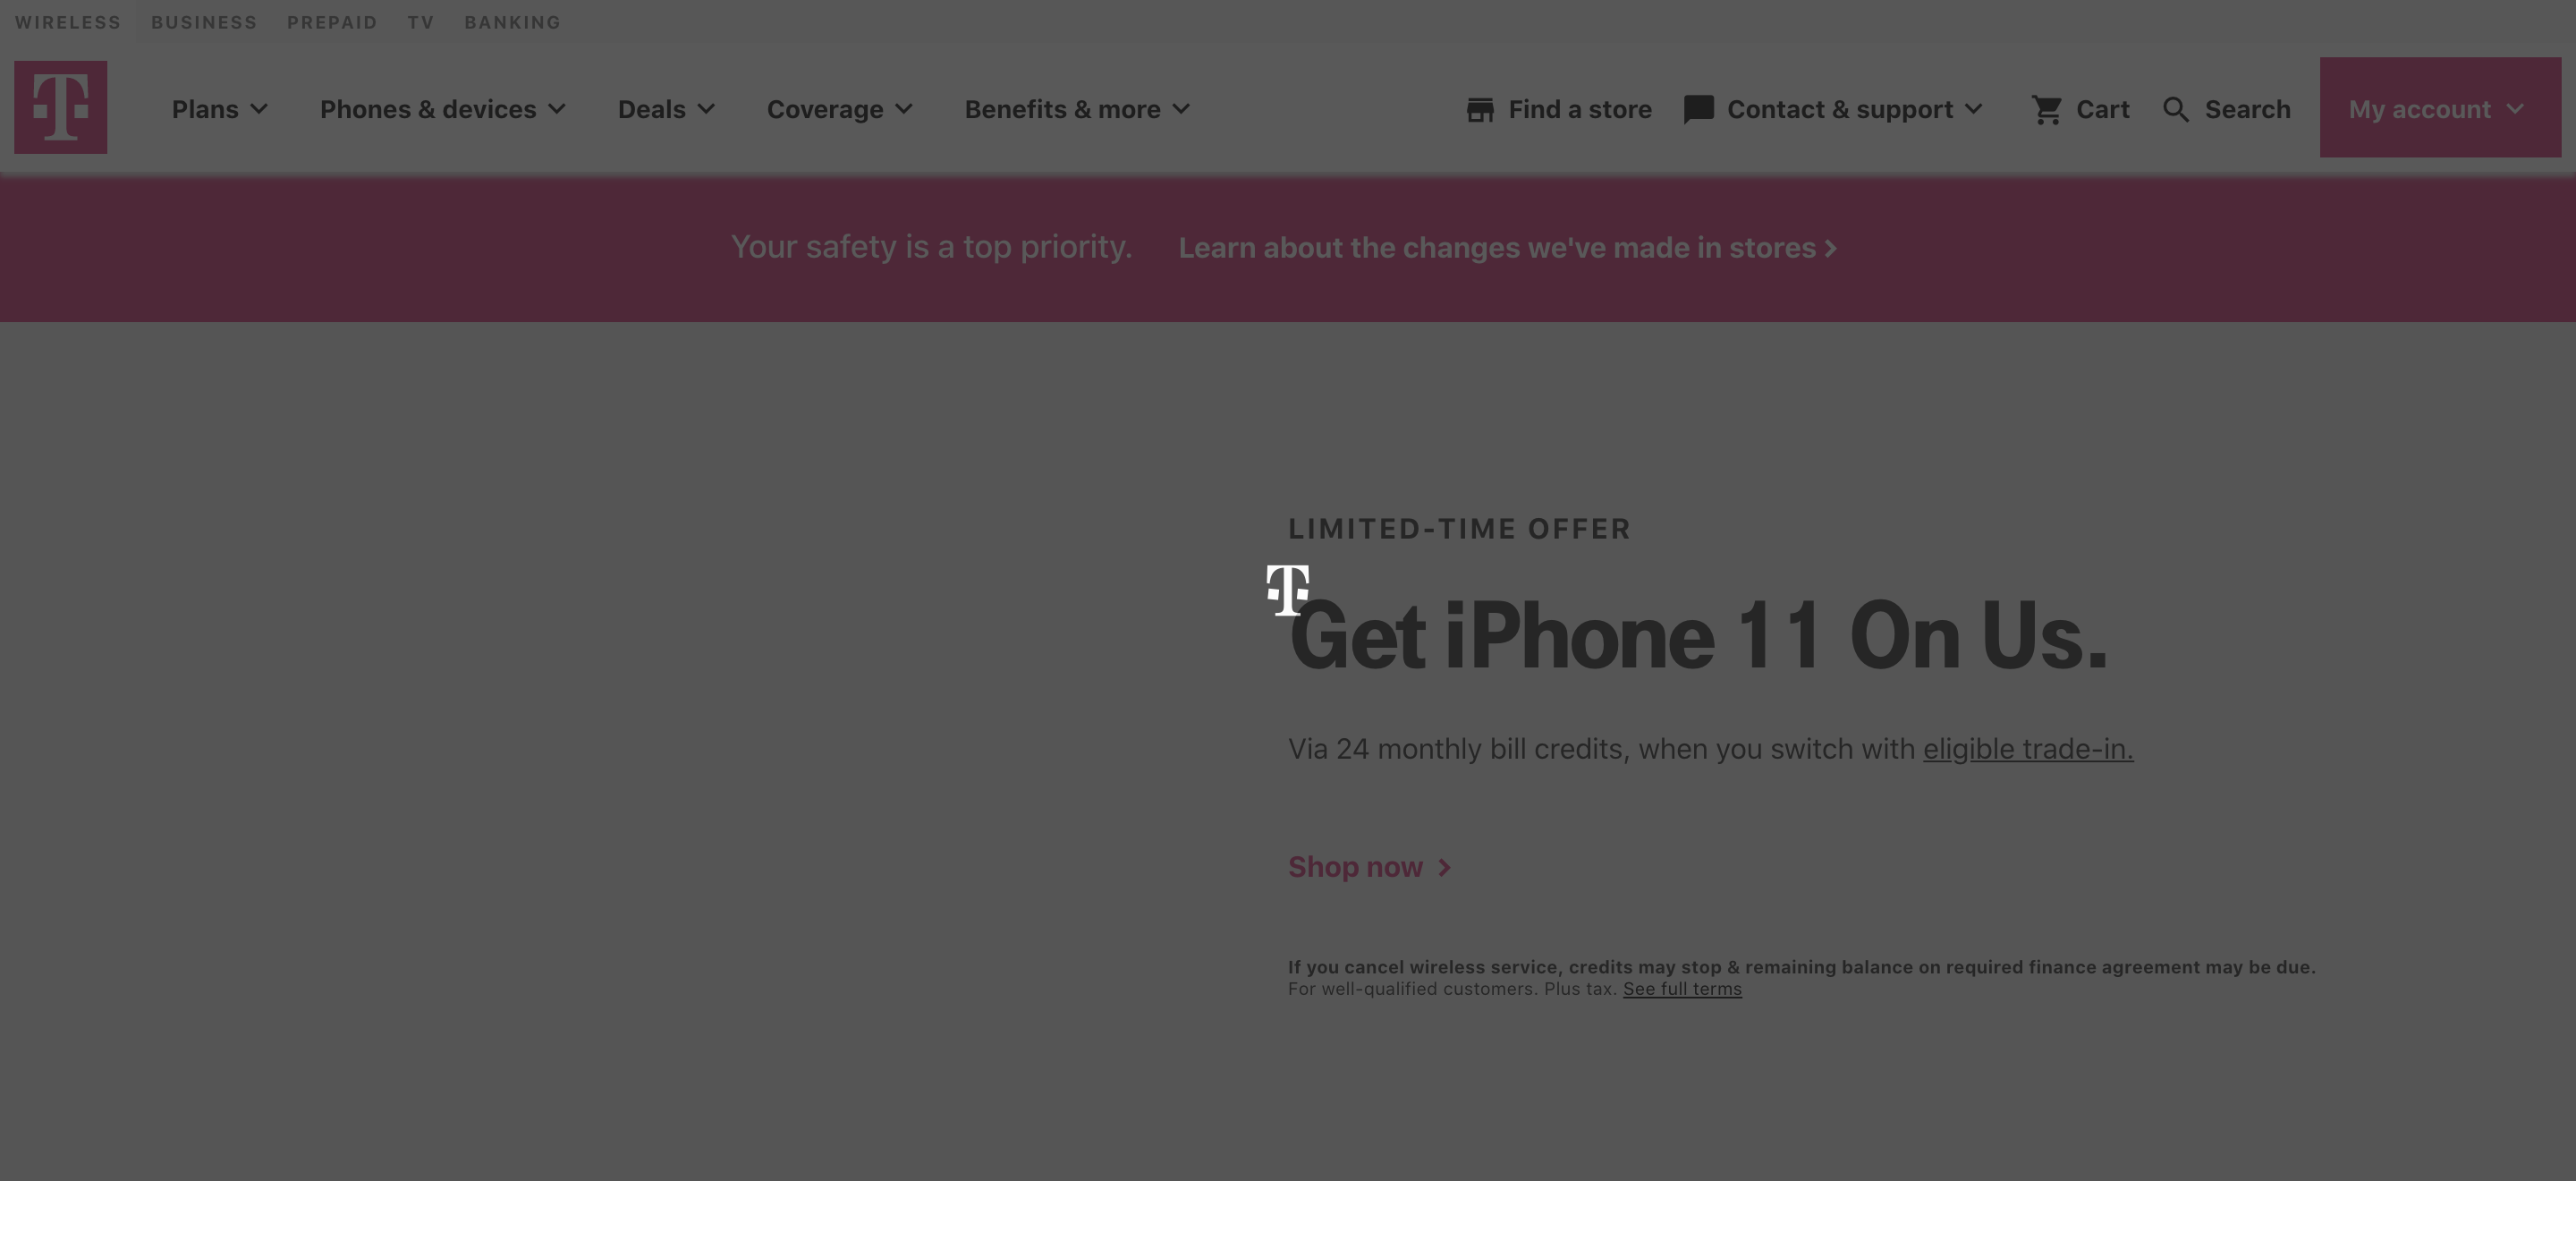 WIRELESS BUSINESS PREPAID TV BANKING
T Plans Phones & devices Deals Coverage Benefits & more Find a store Contact & support Cart Search My account
Your safety is a top priority. Learn about the changes we've made in stores
LIMITED-TIME OFFER
T
Get iPhone 11 On Us.
Via 24 monthly bill credits, when you switch with eligible trade-in.
Shop now
If you cancel wireless service, credits may stop & remaining balance on required finance agreement may be due.
For well-qualified customers. Plus tax. See full terms